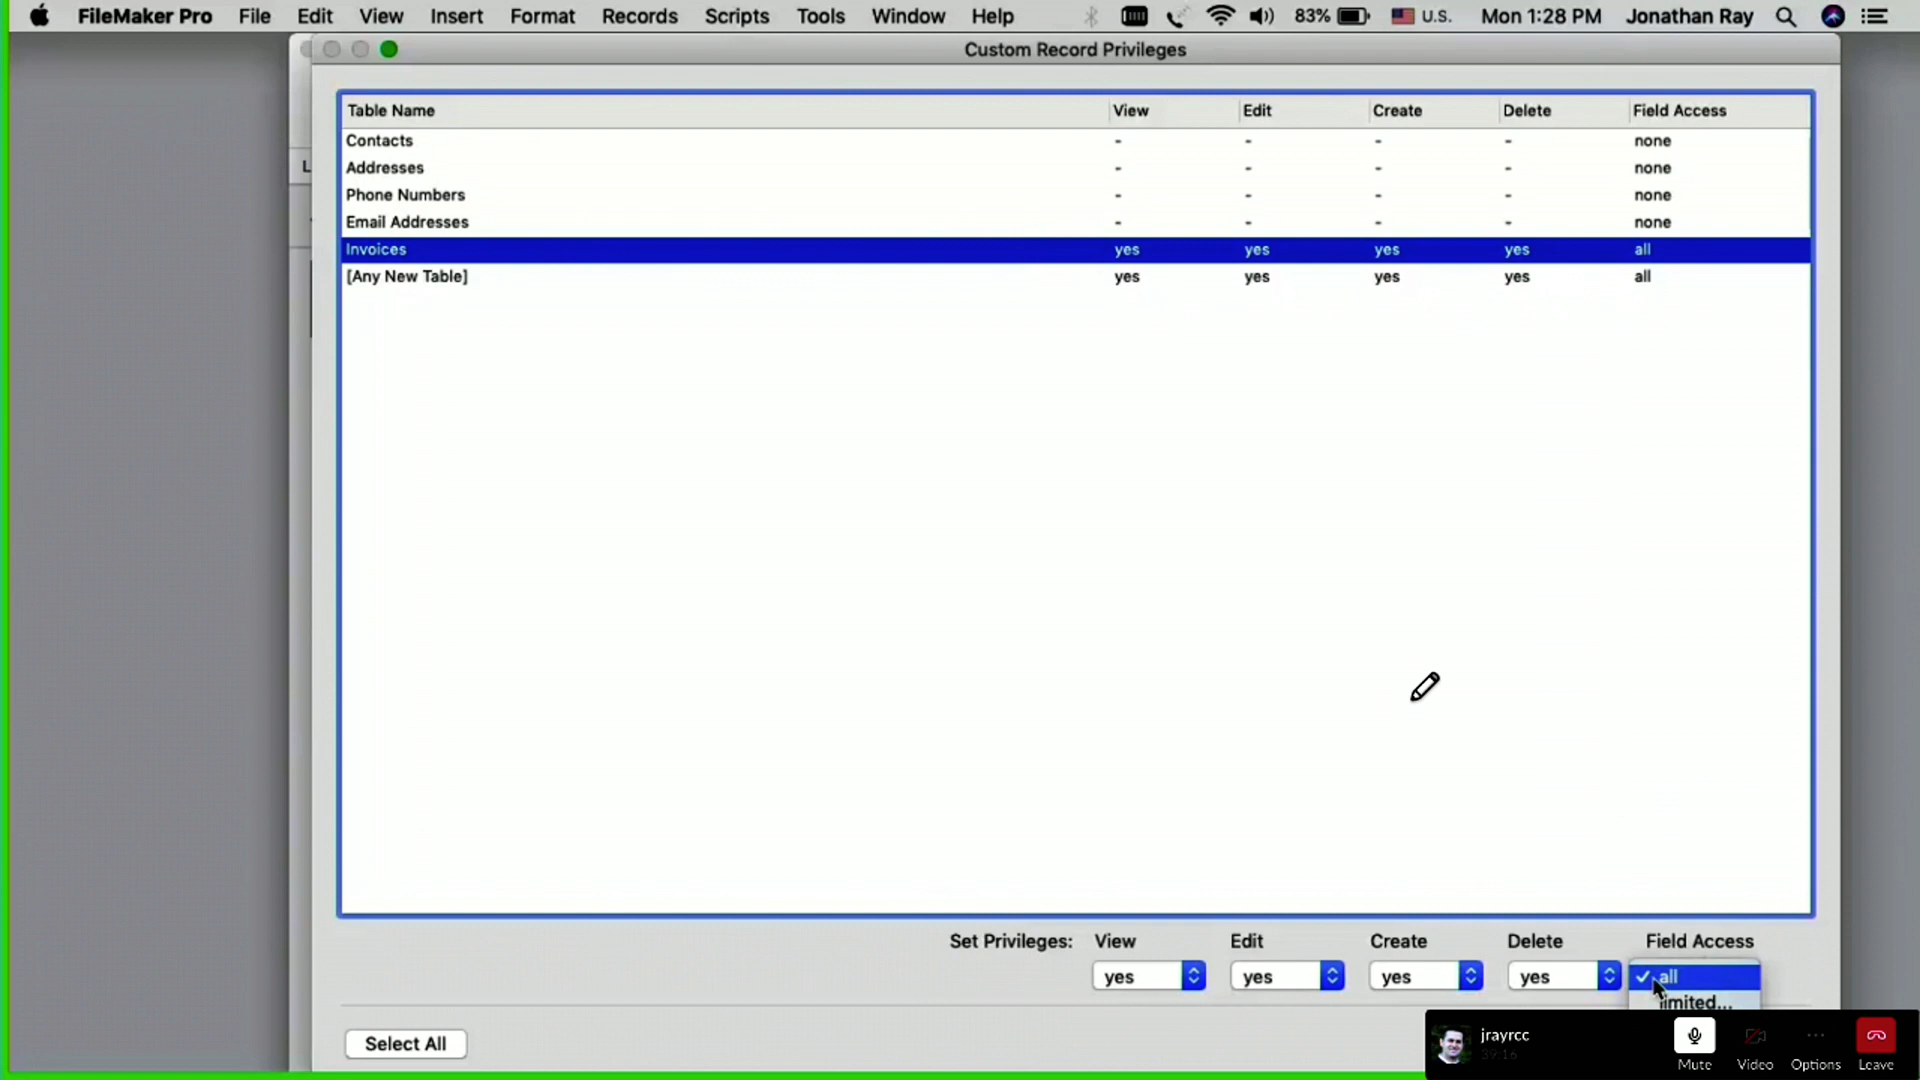 FileMaker Pro File Edit View Insert Format Records Scripts Tools Window Help 83% U.S. Mon 1:28 PM Jonathan Ray
Custom Record Privileges
Table Name View Edit Create Delete Field Access
Contacts - - - - none
Addresses - - - - none
Phone Numbers - - - - none
Email Addresses - - - - none
Invoices yes yes yes yes all
[Any New Table] yes yes yes yes all
Set Privileges: View Edit Create Delete Field Access
yes yes yes yes ✓ all
limited...
Select All
jrayrcc
39:16
Mute Video Options Leave